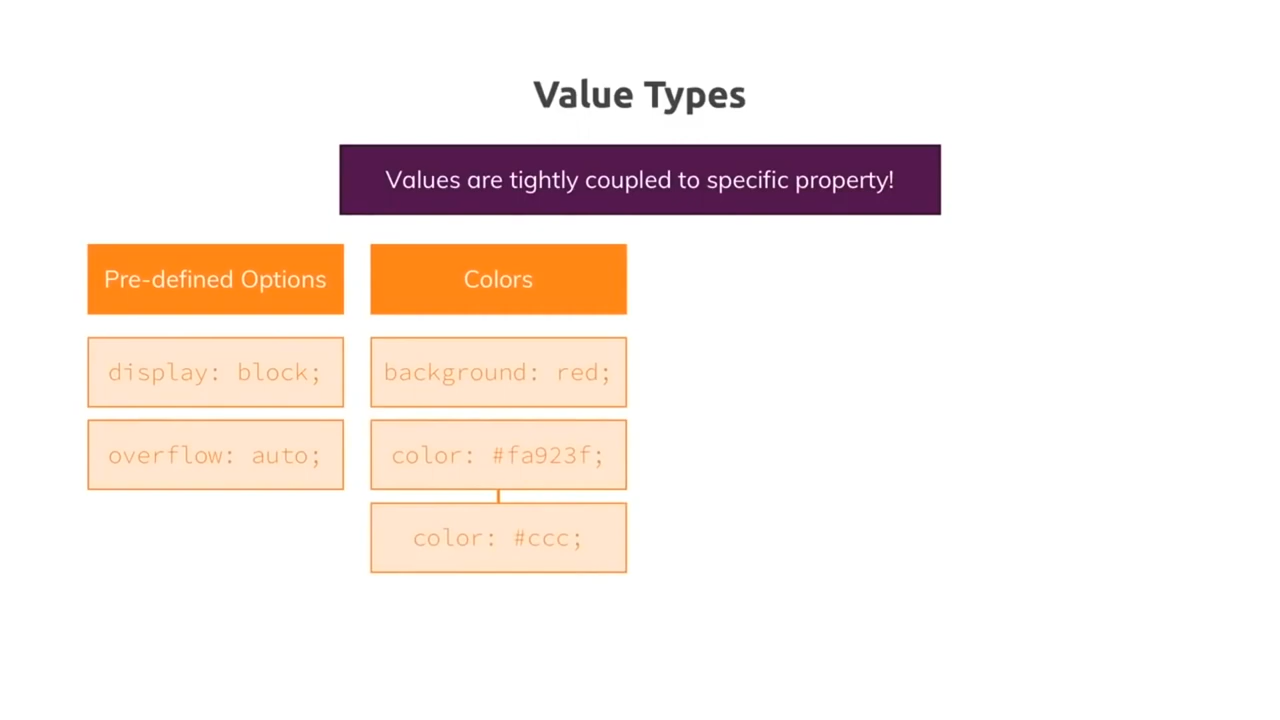 Value Types
Values are tightly coupled to specific property!
Pre-defined Options
display: block;
overflow: auto;
Colors
background: red;
color: #fa923f;
color: #ccc;